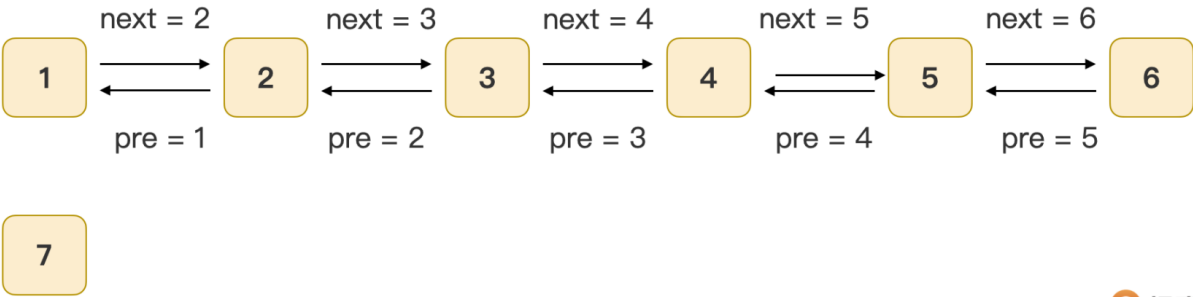 next = 2 next = 3 next = 4 next = 5 next = 6
1 2 3 4 5 6
pre = 1 pre = 2 pre = 3 pre = 4 pre = 5
7